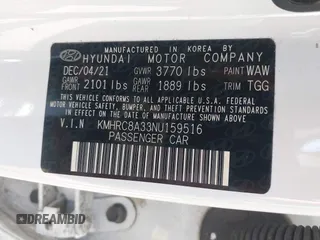 MANUFACTURED IN KOREA BY
HYUNDAI MOTOR COMPANY
DEC/04/21 GVWR 3770 lbs PAINT WAW
GAWR FRONT 2101 lbs GAWR REAR 1889 lbs TRIM TGG
THIS VEHICLE CONFORMS TO ALL APPLICABLE U.S.
FEDERAL MOTOR VEHICLE SAFETY, BUMPER, AND
THEFT PREVENTION STANDARDS IN EFFECT ON THE
DATE OF MANUFACTURE SHOWN ABOVE.
V.I.N KMHRC8A33NU159516
PASSENGER CAR
DREAMBID